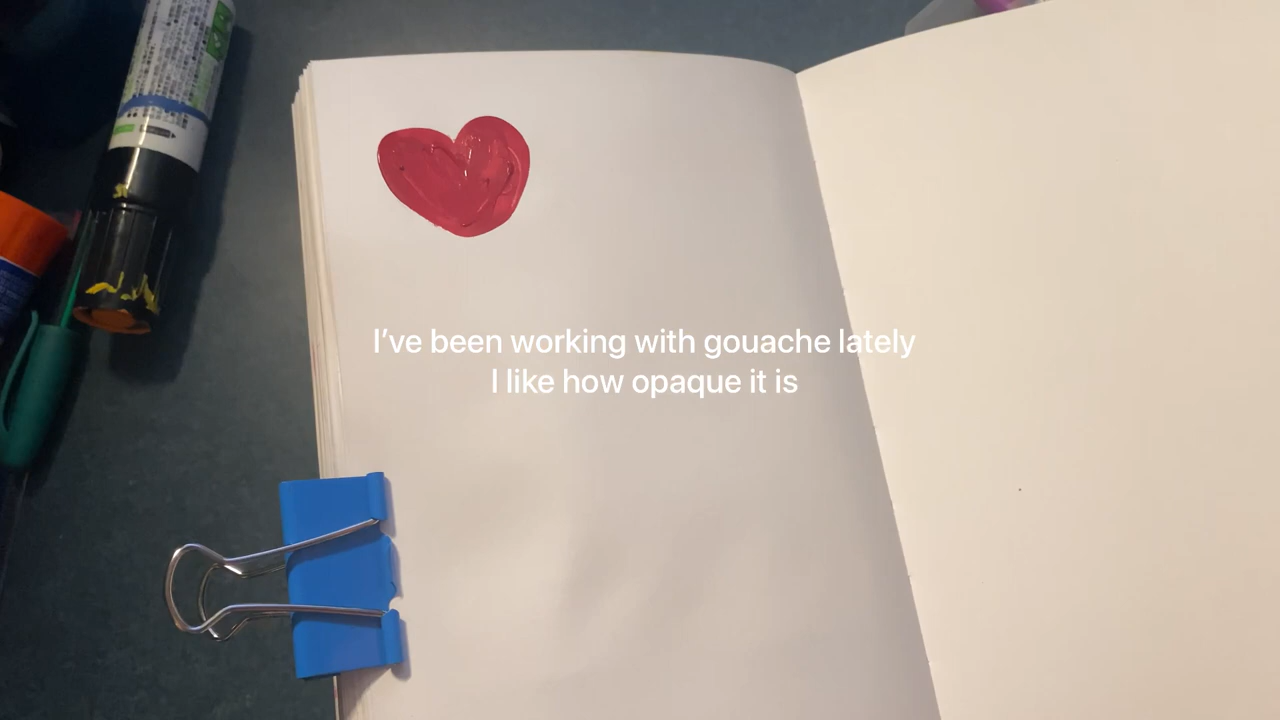 I’ve been working with gouache lately
I like how opaque it is